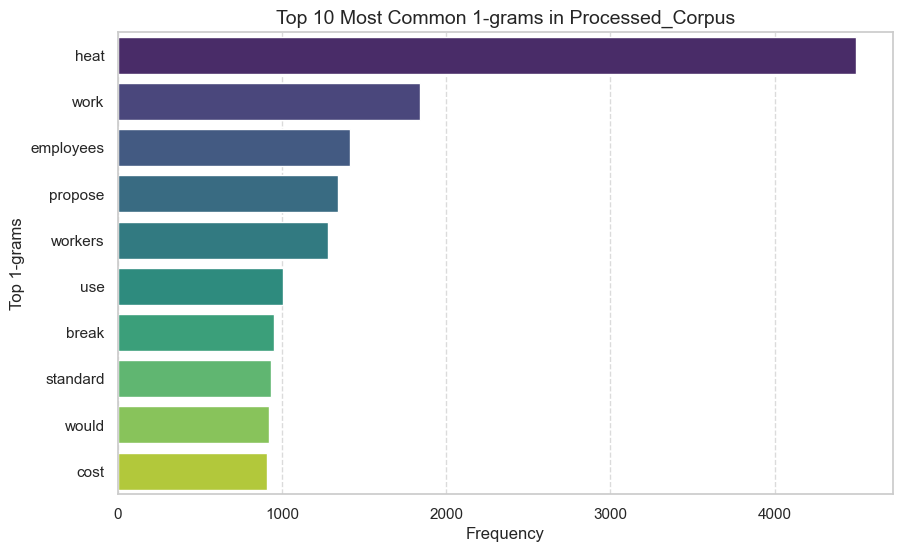 Top 10 Most Common 1-grams in Processed_Corpus
Top 1-grams
heat
work
employees
propose
workers
use
break
standard
would
cost
0 1000 2000 3000 4000
Frequency